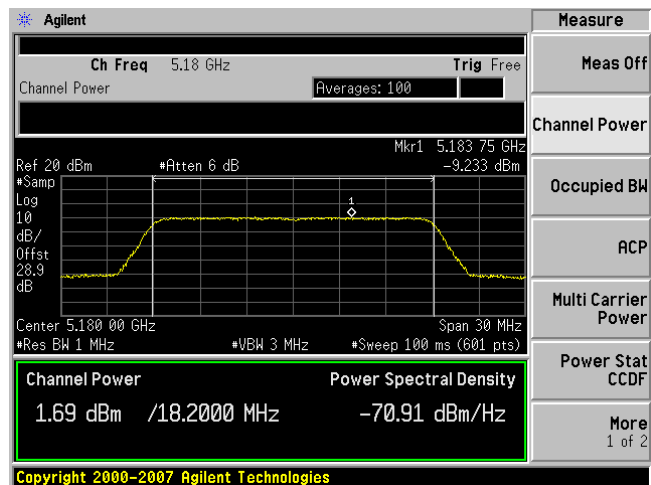 Agilent
Measure
Ch Freq 5.18 GHz Trig Free
Meas Off
Channel Power Averages: 100
Channel Power
Mkr1 5.183 75 GHz
Ref 20 dBm #Atten 6 dB -9.233 dBm
#Samp
Log
10
dB/
Offst
28.9
dB
1
Occupied BW
ACP
Multi Carrier
Power
Center 5.180 00 GHz Span 30 MHz
#Res BW 1 MHz #VBW 3 MHz #Sweep 100 ms (601 pts)
Power Stat
CCDF
Channel Power Power Spectral Density
1.69 dBm /18.2000 MHz -70.91 dBm/Hz
More
1 of 2
Copyright 2000-2007 Agilent Technologies